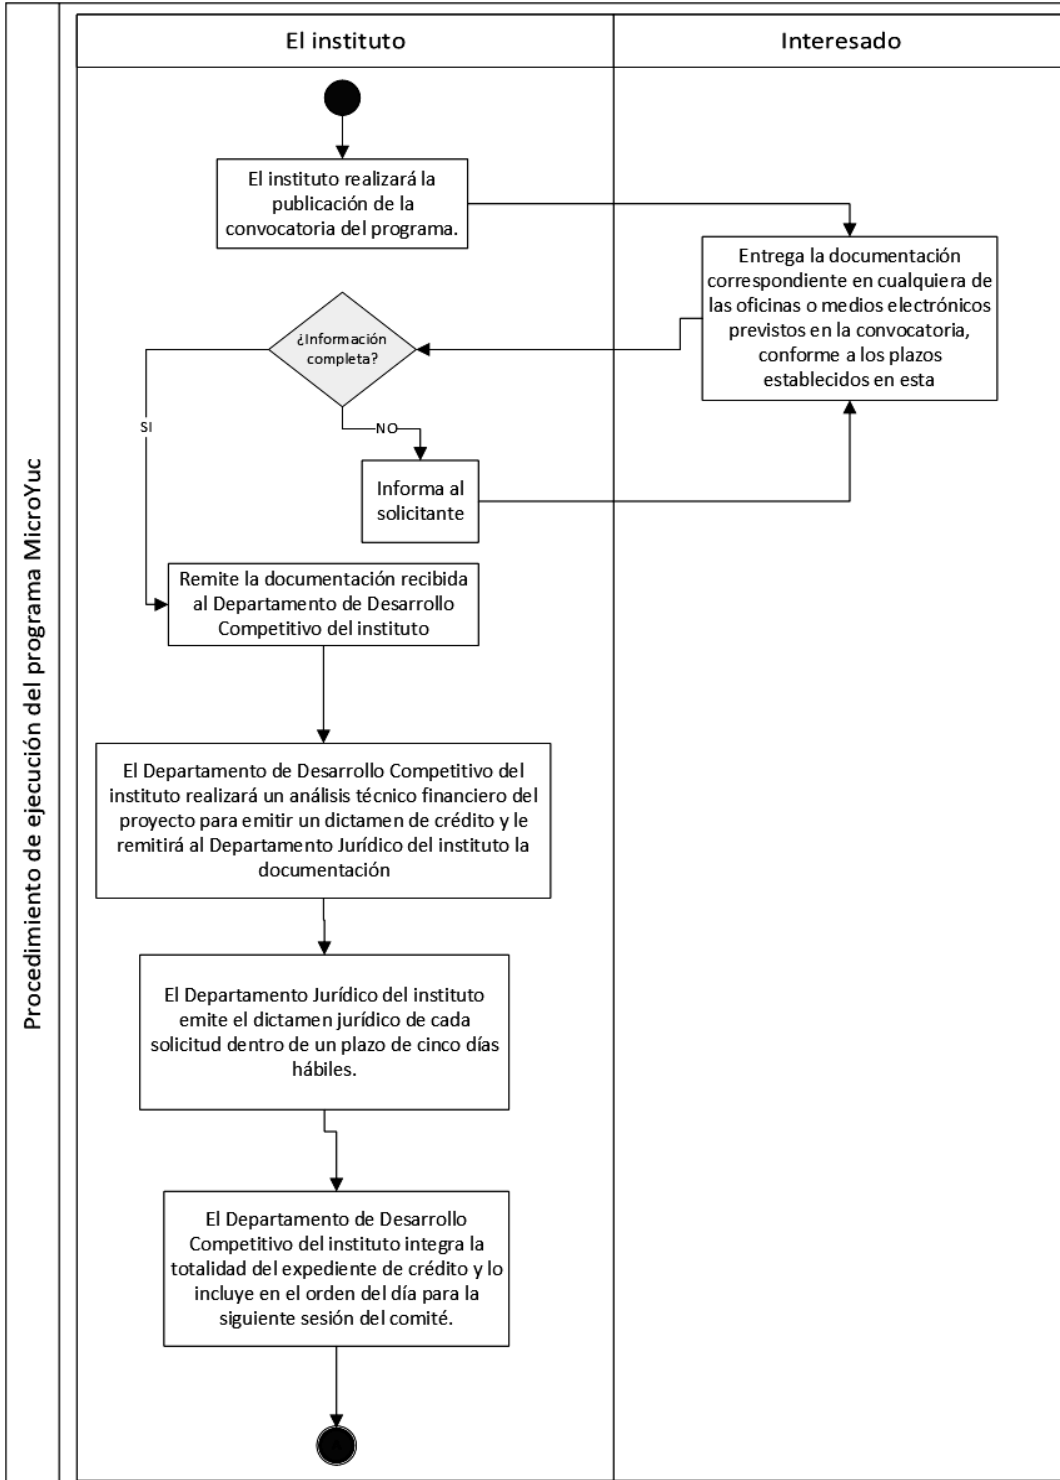 Procedimiento de ejecución del programa MicroYuc
El instituto
Interesado
El instituto realizará la
publicación de la
convocatoria del programa.
Entrega la documentación
correspondiente en cualquiera de
las oficinas o medios electrónicos
previstos en la convocatoria,
conforme a los plazos
establecidos en esta
¿Información
completa?
SI
NO
Informa al
solicitante
Remite la documentación recibida
al Departamento de Desarrollo
Competitivo del instituto
El Departamento de Desarrollo Competitivo del
instituto realizará un análisis técnico financiero del
proyecto para emitir un dictamen de crédito y le
remitirá al Departamento Jurídico del instituto la
documentación
El Departamento Jurídico del instituto
emite el dictamen jurídico de cada
solicitud dentro de un plazo de cinco días
hábiles.
El Departamento de Desarrollo
Competitivo del instituto integra la
totalidad del expediente de crédito y lo
incluye en el orden del día para la
siguiente sesión del comité.